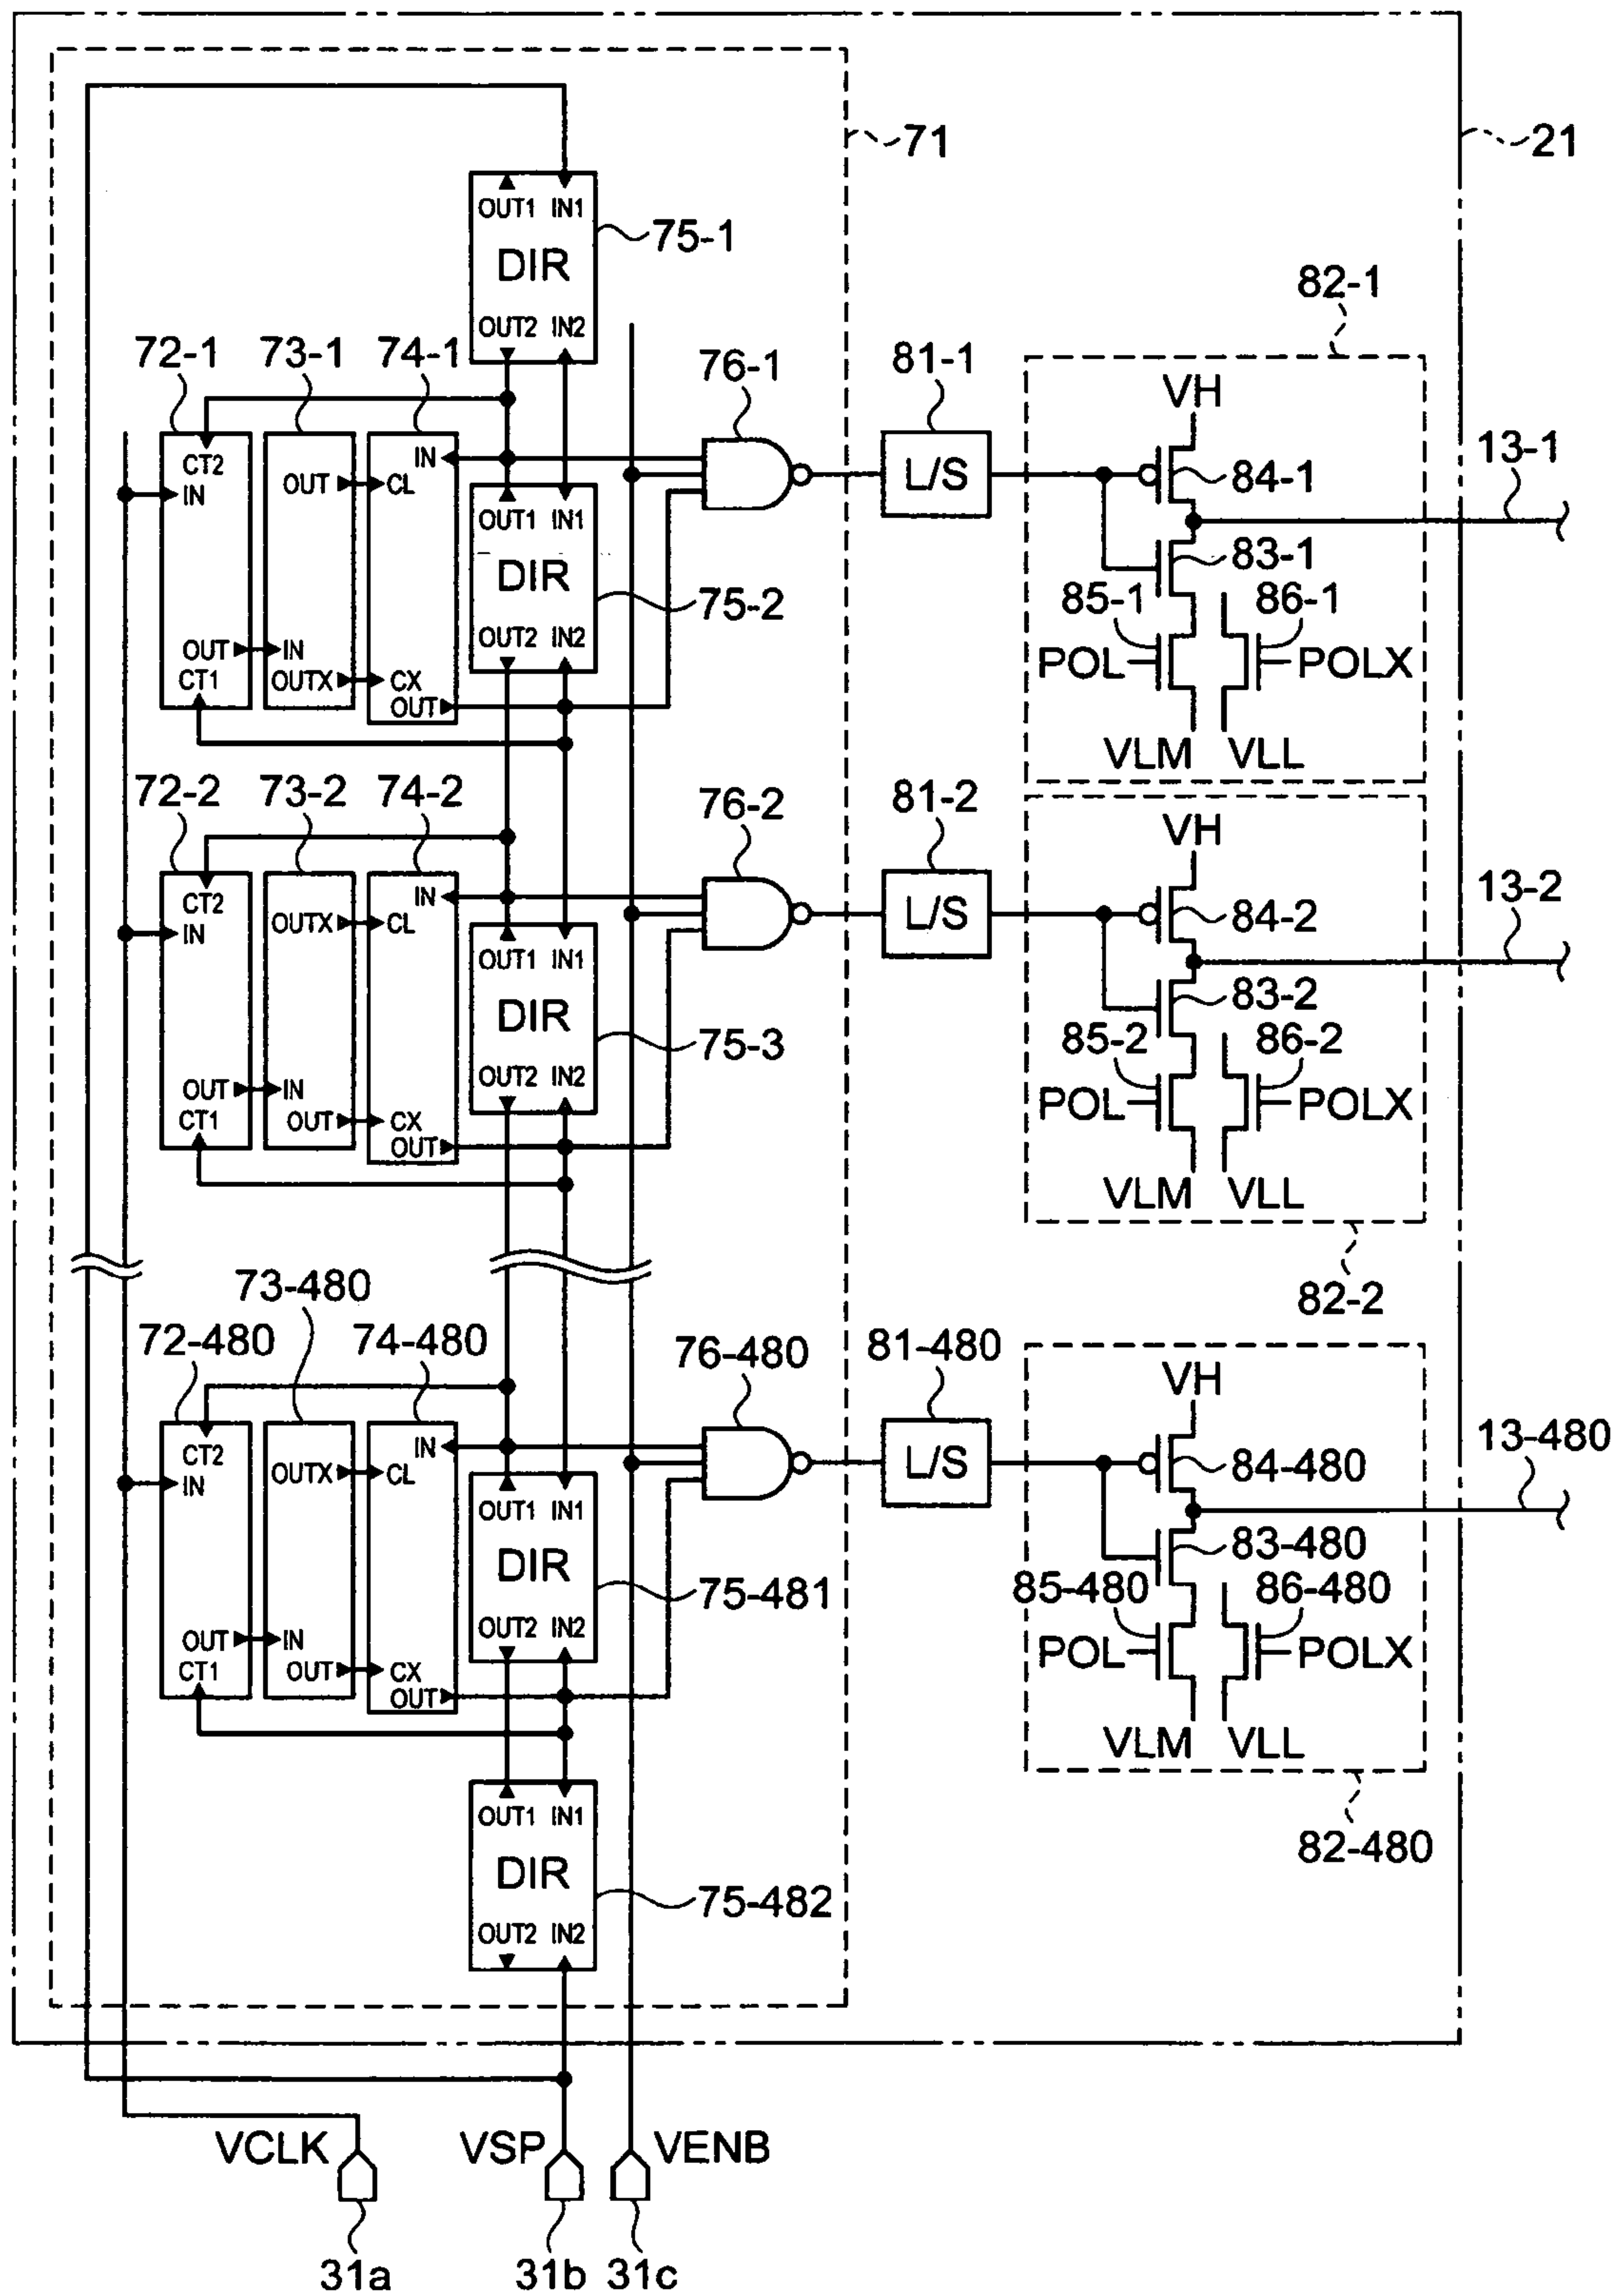 71
21
OUT1 IN1
DIR
OUT2 IN2
75-1
82-1
72-1
73-1
74-1
76-1
81-1
VH
CT2
IN
OUT
CL
IN
L/S
84-1
13-1
OUT1 IN1
DIR
OUT2 IN2
75-2
83-1
85-1
86-1
POL
POLX
OUT
CT1
IN
OUTX
CX
OUT
VLM
VLL
72-2
73-2
74-2
76-2
81-2
VH
CT2
IN
OUTX
CL
IN
L/S
84-2
13-2
OUT1 IN1
DIR
OUT2 IN2
75-3
83-2
85-2
86-2
POL
POLX
OUT
CT1
IN
OUT
CX
OUT
VLM
VLL
82-2
73-480
72-480
74-480
76-480
81-480
VH
CT2
IN
OUTX
CL
IN
L/S
84-480
13-480
OUT1 IN1
DIR
OUT2 IN2
75-481
83-480
85-480
86-480
POL
POLX
OUT
CT1
IN
OUT
CX
OUT
VLM
VLL
82-480
OUT1 IN1
DIR
OUT2 IN2
75-482
VCLK
VSP
VENB
31a
31b
31c